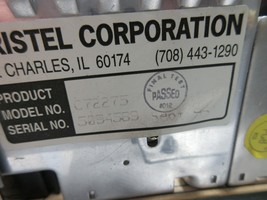 RISTEL CORPORATION
. CHARLES, IL 60174 (708) 443-1290
PRODUCT
MODEL NO.
SERIAL NO.
FINAL TEST
PASSED